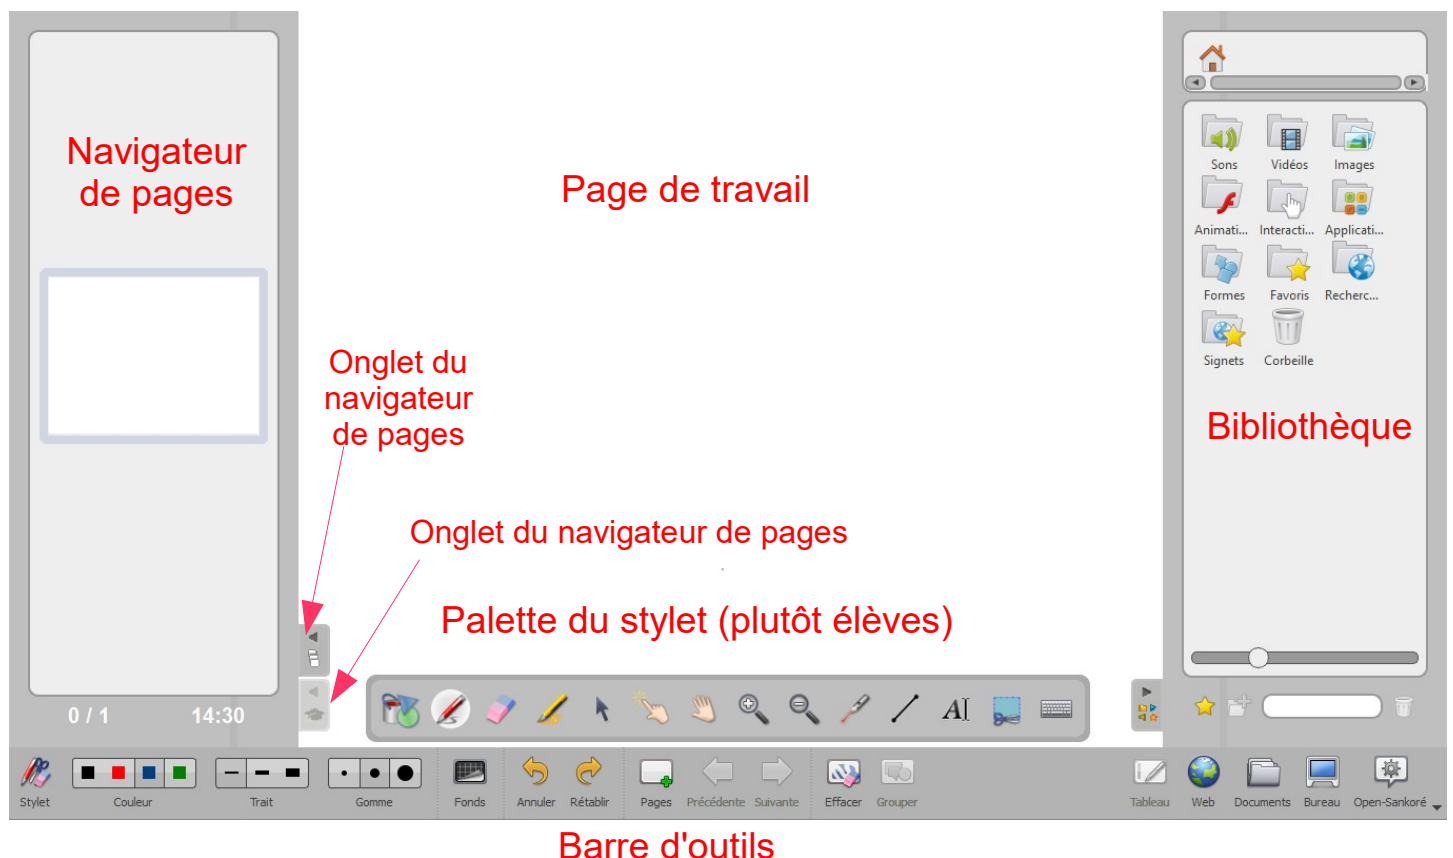 Navigateur
de pages
Page de travail
Sons Vidéos Images
Animati... Interacti... Applicati...
Formes Favoris Recherc...
Signets Corbeille
Onglet du
navigateur
de pages
Bibliothèque
Onglet du navigateur de pages
Palette du stylet (plutôt élèves)
0 / 1 14:30
AI
Stylet Couleur Trait Gomme Fonds Annuler Rétablir Pages Précédente Suivante Effacer Grouper Tableau Web Documents Bureau Open-Sankoré
Barre d'outils